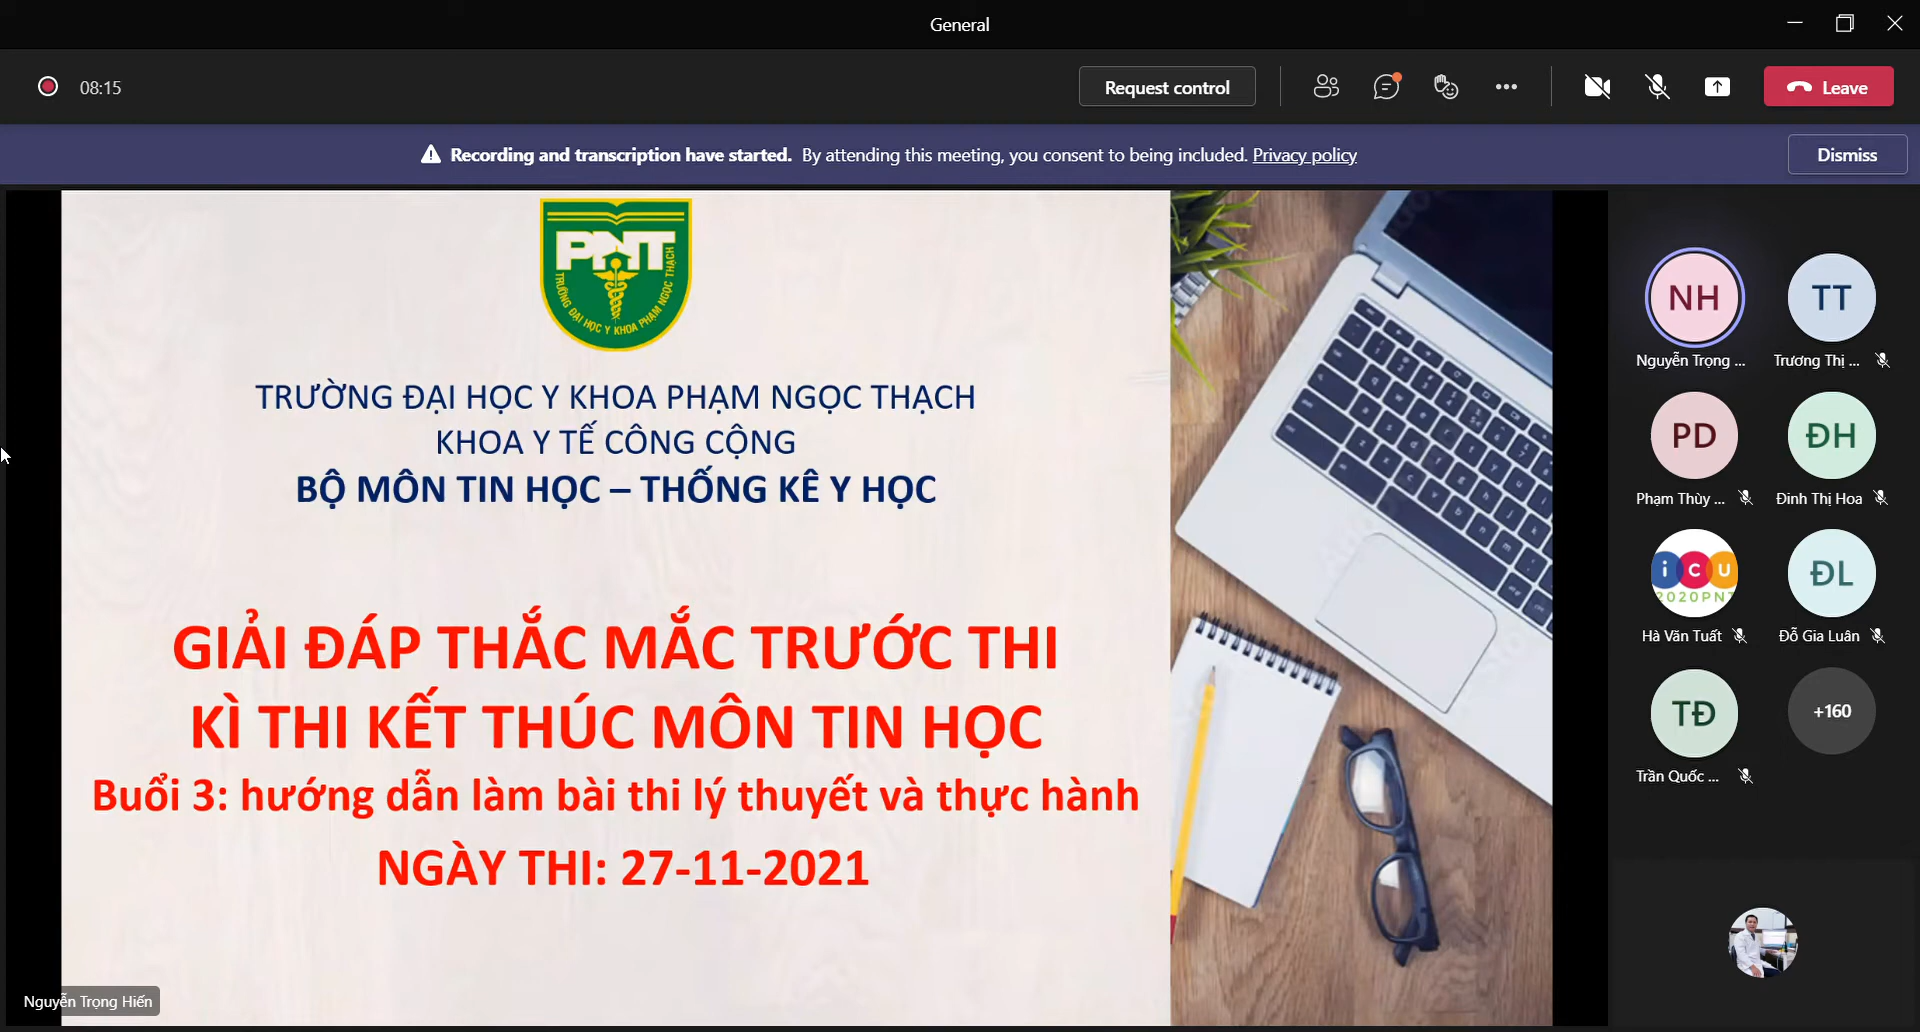 General
08:15
Request control
Leave
Recording and transcription have started. By attending this meeting, you consent to being included. Privacy policy
Dismiss
PNT
TRƯỜNG ĐẠI HỌC Y KHOA PHẠM NGỌC THẠCH
TRƯỜNG ĐẠI HỌC Y KHOA PHẠM NGỌC THẠCH
KHOA Y TẾ CÔNG CỘNG
BỘ MÔN TIN HỌC – THỐNG KÊ Y HỌC
GIẢI ĐÁP THẮC MẮC TRƯỚC THI
KÌ THI KẾT THÚC MÔN TIN HỌC
Buổi 3: hướng dẫn làm bài thi lý thuyết và thực hành
NGÀY THI: 27-11-2021
Nguyễn Trọng Hiến
NH
TT
Nguyễn Trọng ...
Trương Thị ...
PD
ĐH
Phạm Thùy ...
Đinh Thị Hoa
iCU
2020PNT
ĐL
Hà Văn Tuất
Đỗ Gia Luân
TĐ
+160
Trần Quốc ...